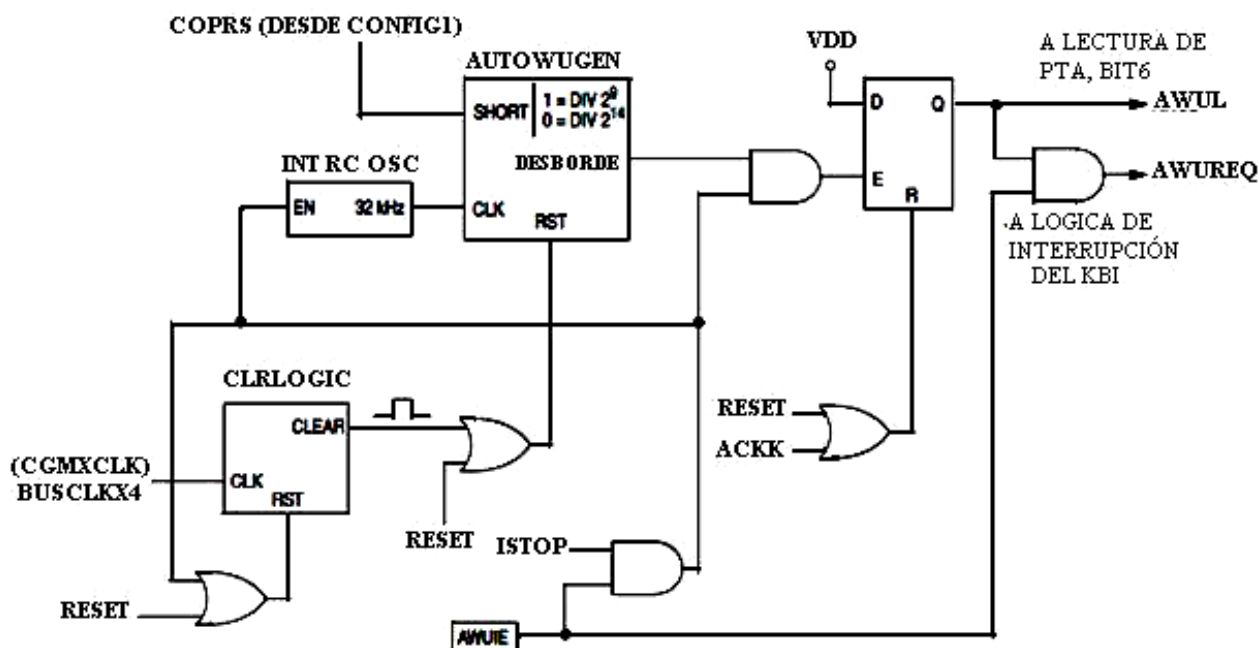 COPRS (DESDE CONFIG1)
AUTOWUGEN
SHORT
1 = DIV 2^9
0 = DIV 2^14
DESBORDE
CLK
RST
INT RC OSC
EN 32 kHz
VDD
D Q
E
R
A LECTURA DE
PTA, BIT6
AWUL
AWUREQ
A LOGICA DE
INTERRUPCIÓN
DEL KBI
CLRLOGIC
CLEAR
CLK
RST
(CGMXCLK)
BUSCLKX4
RESET
RESET
RESET
ACKK
ISTOP
AWUIE